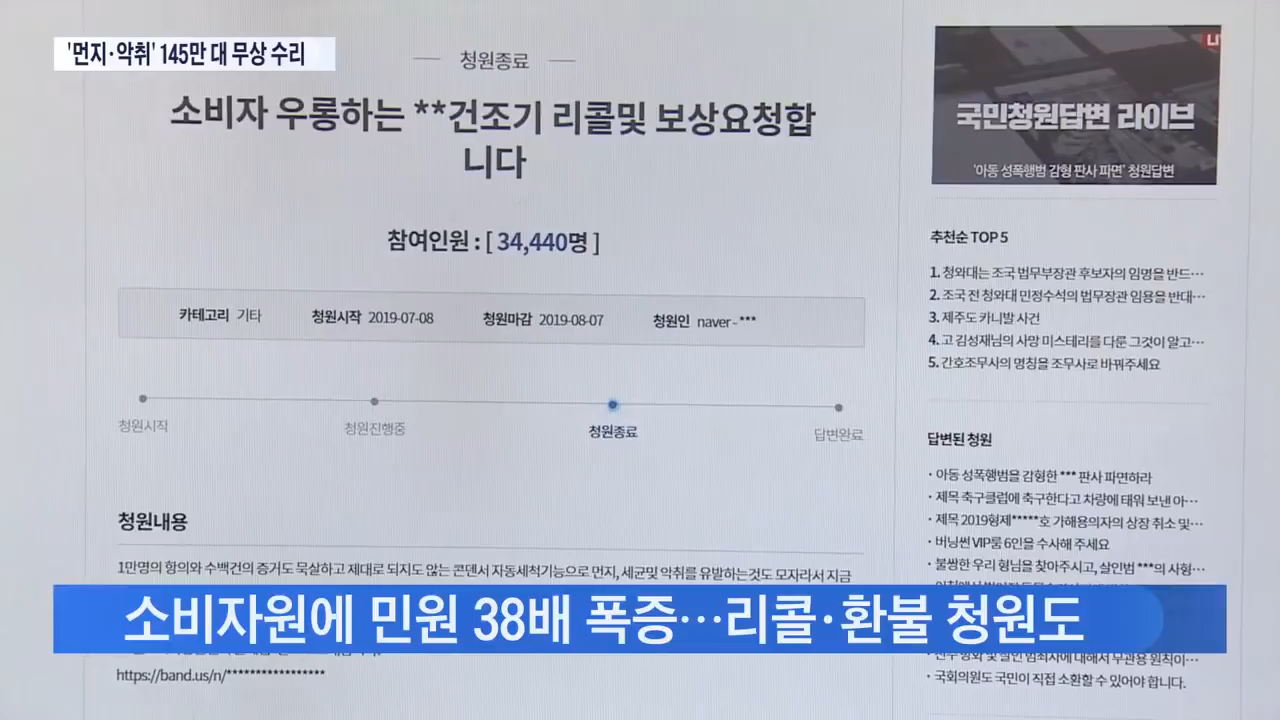 '먼지·악취' 145만 대 무상 수리
청원종료
소비자 우롱하는 **건조기 리콜및 보상요청합
니다
참여인원 : [ 34,440명 ]
카테고리 기타 청원시작 2019-07-08 청원마감 2019-08-07 청원인 naver - ***
청원시작 청원진행중 청원종료 답변완료
청원내용
1만명의 항의와 수백건의 증거도 묵살하고 제대로 되지도 않는 콘덴서 자동세척기능으로 먼지, 세균및 악취를 유발하는것도 모자라서 지금
https://band.us/n/*****************
국민청원답변 라이브
'아동 성폭행범 감형 판사 파면' 청원답변
추천순 TOP 5
1. 청와대는 조국 법무부장관 후보자의 임명을 반드…
2. 조국 전 청와대 민정수석의 법무장관 임용을 반대…
3. 제주도 카니발 사건
4. 고 김성재님의 사망 미스테리를 다룬 그것이 알고…
5. 간호조무사의 명칭을 조무사로 바꿔주세요
답변된 청원
· 아동 성폭행범을 감형한 *** 판사 파면하라
· 제목 축구클럽에 축구한다고 차량에 태워 보낸 아…
· 제목 2019형제*****호 가해용의자의 상장 취소 및…
· 버닝썬 VIP룸 6인을 수사해 주세요
· 불쌍한 우리 형님을 찾아주시고, 살인범 ***의 사형…
· 국회의원도 국민이 직접 소환할 수 있어야 합니다.
소비자원에 민원 38배 폭증…리콜·환불 청원도